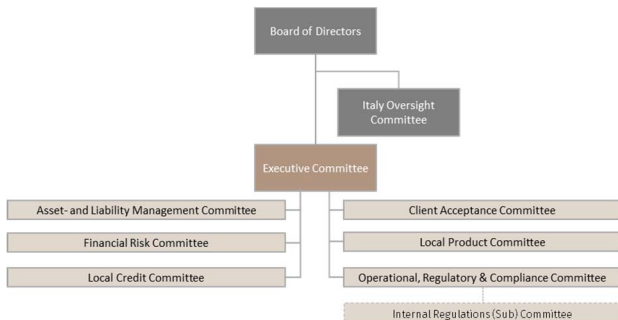 Board of Directors
Italy Oversight
Committee
Executive Committee
Asset- and Liability Management Committee
Client Acceptance Committee
Financial Risk Committee
Local Product Committee
Local Credit Committee
Operational, Regulatory & Compliance Committee
Internal Regulations (Sub) Committee